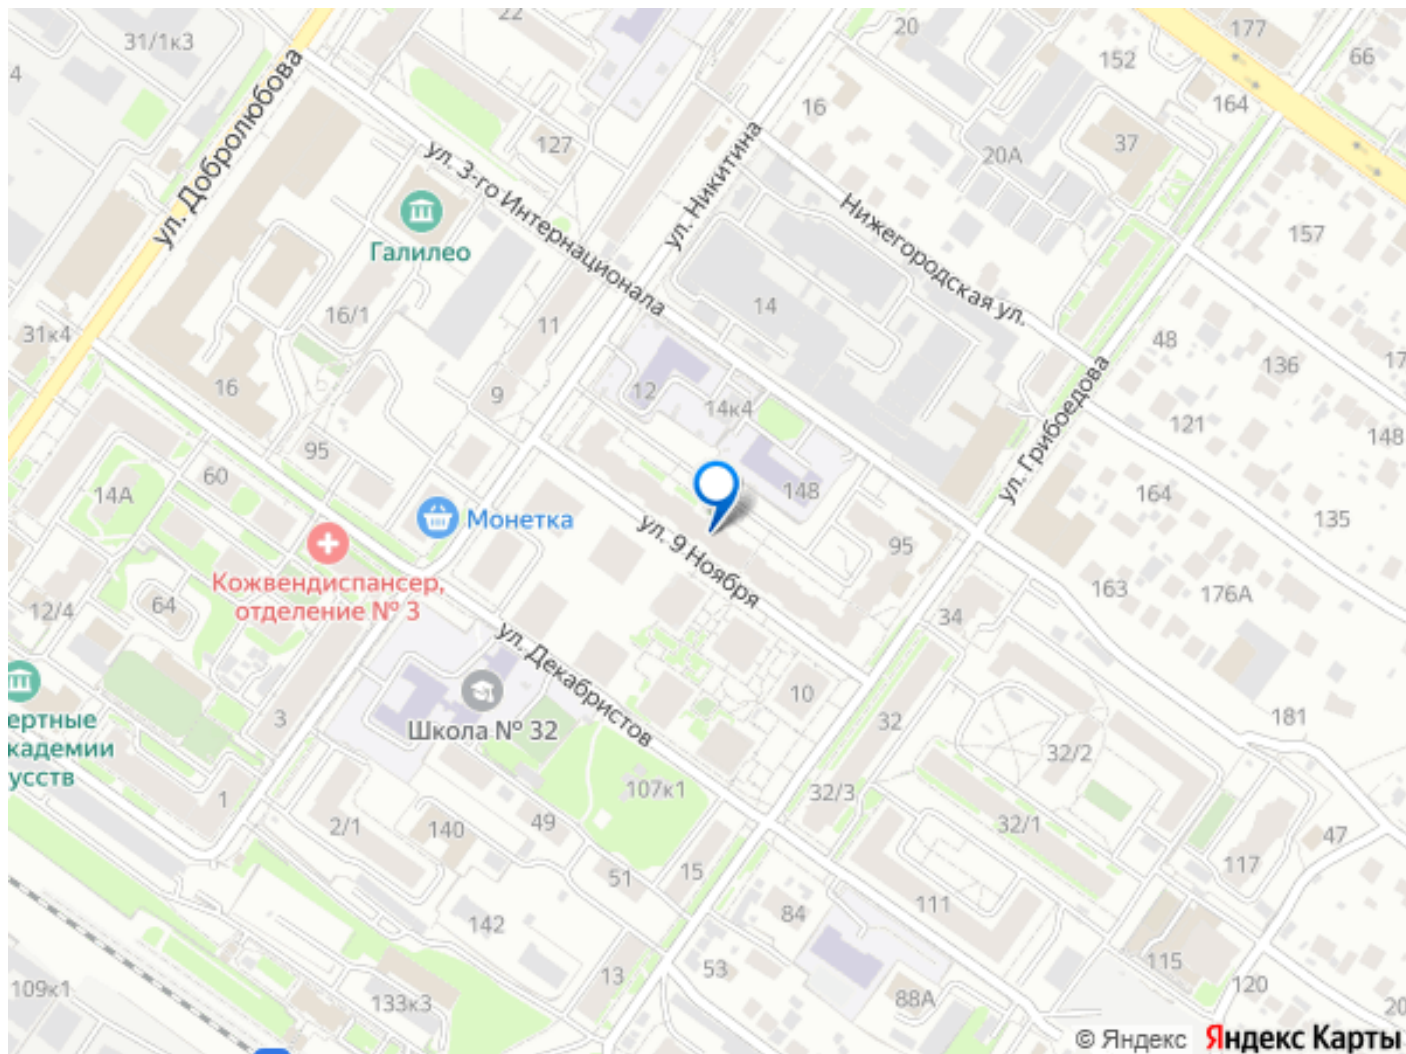 22
20
177
31/1к3
152
66
4
164
ул. Добролюбова
127
16
20А
37
ул. 3-го Интернационала
ул. Никитина
Нижегородская ул.
157
Галилео
16/1
11
14
31к4
48
17
136
16
9
12
14к4
ул. Грибоедова
121
148
95
60
14А
148
164
135
Монетка
ул. 9 Ноября
95
Кожвендиспансер,
отделение № 3
163
176А
12/4
64
34
ул. Декабристов
10
ертные
кадемии
усств
3
Школа № 32
32
181
32/2
107к1
32/3
1
2/1
140
49
32/1
47
117
51
15
84
111
142
13
53
115
109к1
133к3
88А
120
20
© Яндекс Яндекс Карты